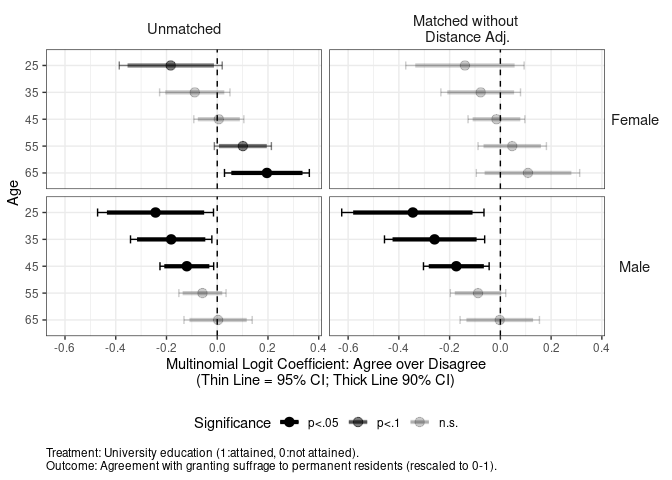 Unmatched
Matched without
Distance Adj.
25
35
45
55
65
Female
Age
25
35
45
55
65
Male
-0.6 -0.4 -0.2 0.0 0.2 0.4 -0.6 -0.4 -0.2 0.0 0.2 0.4
Multinomial Logit Coefficient: Agree over Disagree
(Thin Line = 95% CI; Thick Line 90% CI)
Significance p<.05 p<.1 n.s.
Treatment: University education (1:attained, 0:not attained).
Outcome: Agreement with granting suffrage to permanent residents (rescaled to 0-1).